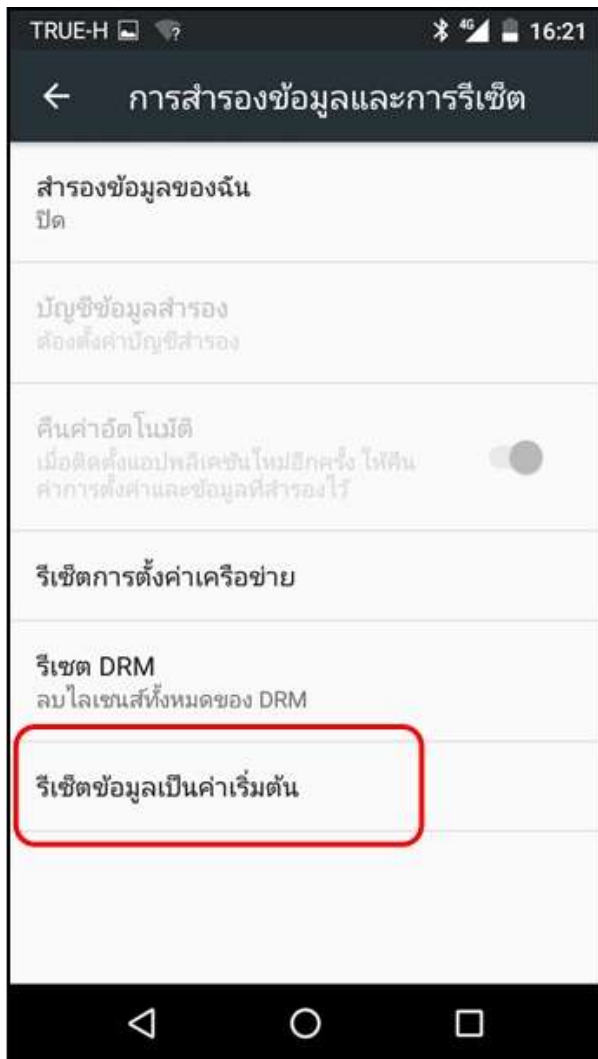 TRUE-H ? 4G 16:21
การสำรองข้อมูลและการรีเซ็ต
สำรองข้อมูลของฉัน
ปิด
บัญชีข้อมูลสำรอง
ต้องตั้งค่าบัญชีสำรอง
คืนค่าอัตโนมัติ
เมื่อติดตั้งแอปพลิเคชันใหม่อีกครั้ง ให้คืน
ค่าการตั้งค่าและข้อมูลที่สำรองไว้
รีเซ็ตการตั้งค่าเครือข่าย
รีเซต DRM
ลบไลเซนส์ทั้งหมดของ DRM
รีเซ็ตข้อมูลเป็นค่าเริ่มต้น